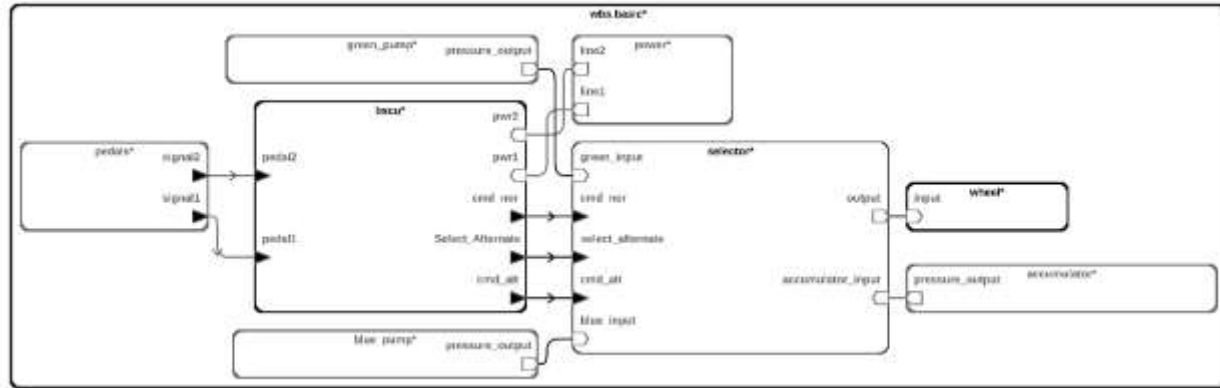 wbs.basic*
green_pump*
pressure_output
line2
power*
line1
bscu*
pwr2
pedals*
signal2
pedal2
pwr1
green_input
selector*
signal1
cmd_nor
cmd_nor
output
input
wheel*
pedal1
Select_Alternate
select_alternate
cmd_alt
cmd_alt
accumulator_input
pressure_output
accumulator*
blue_input
blue_pump*
pressure_output